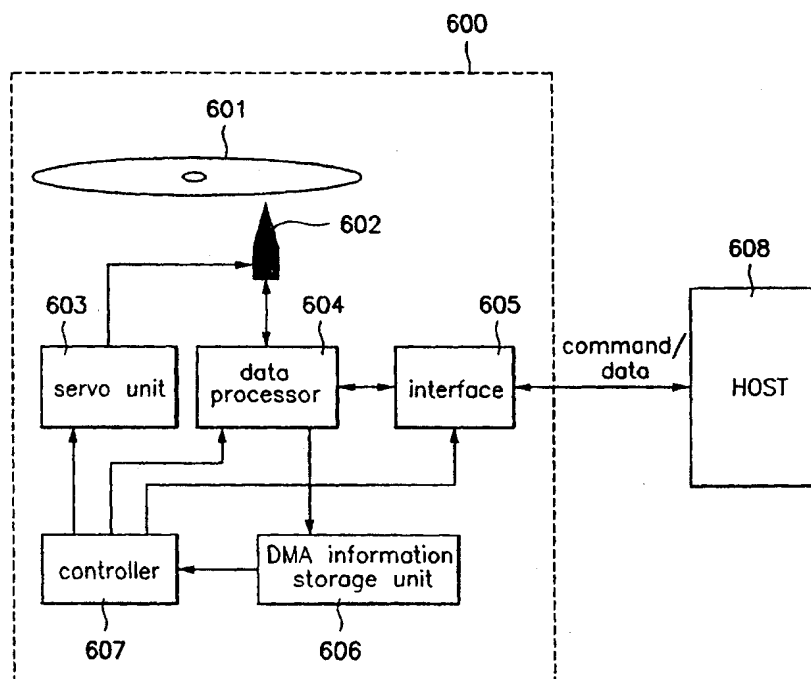 600
601
602
603
604
605
608
servo unit
data
processor
interface
command/
data
HOST
controller
DMA information
storage unit
607
606